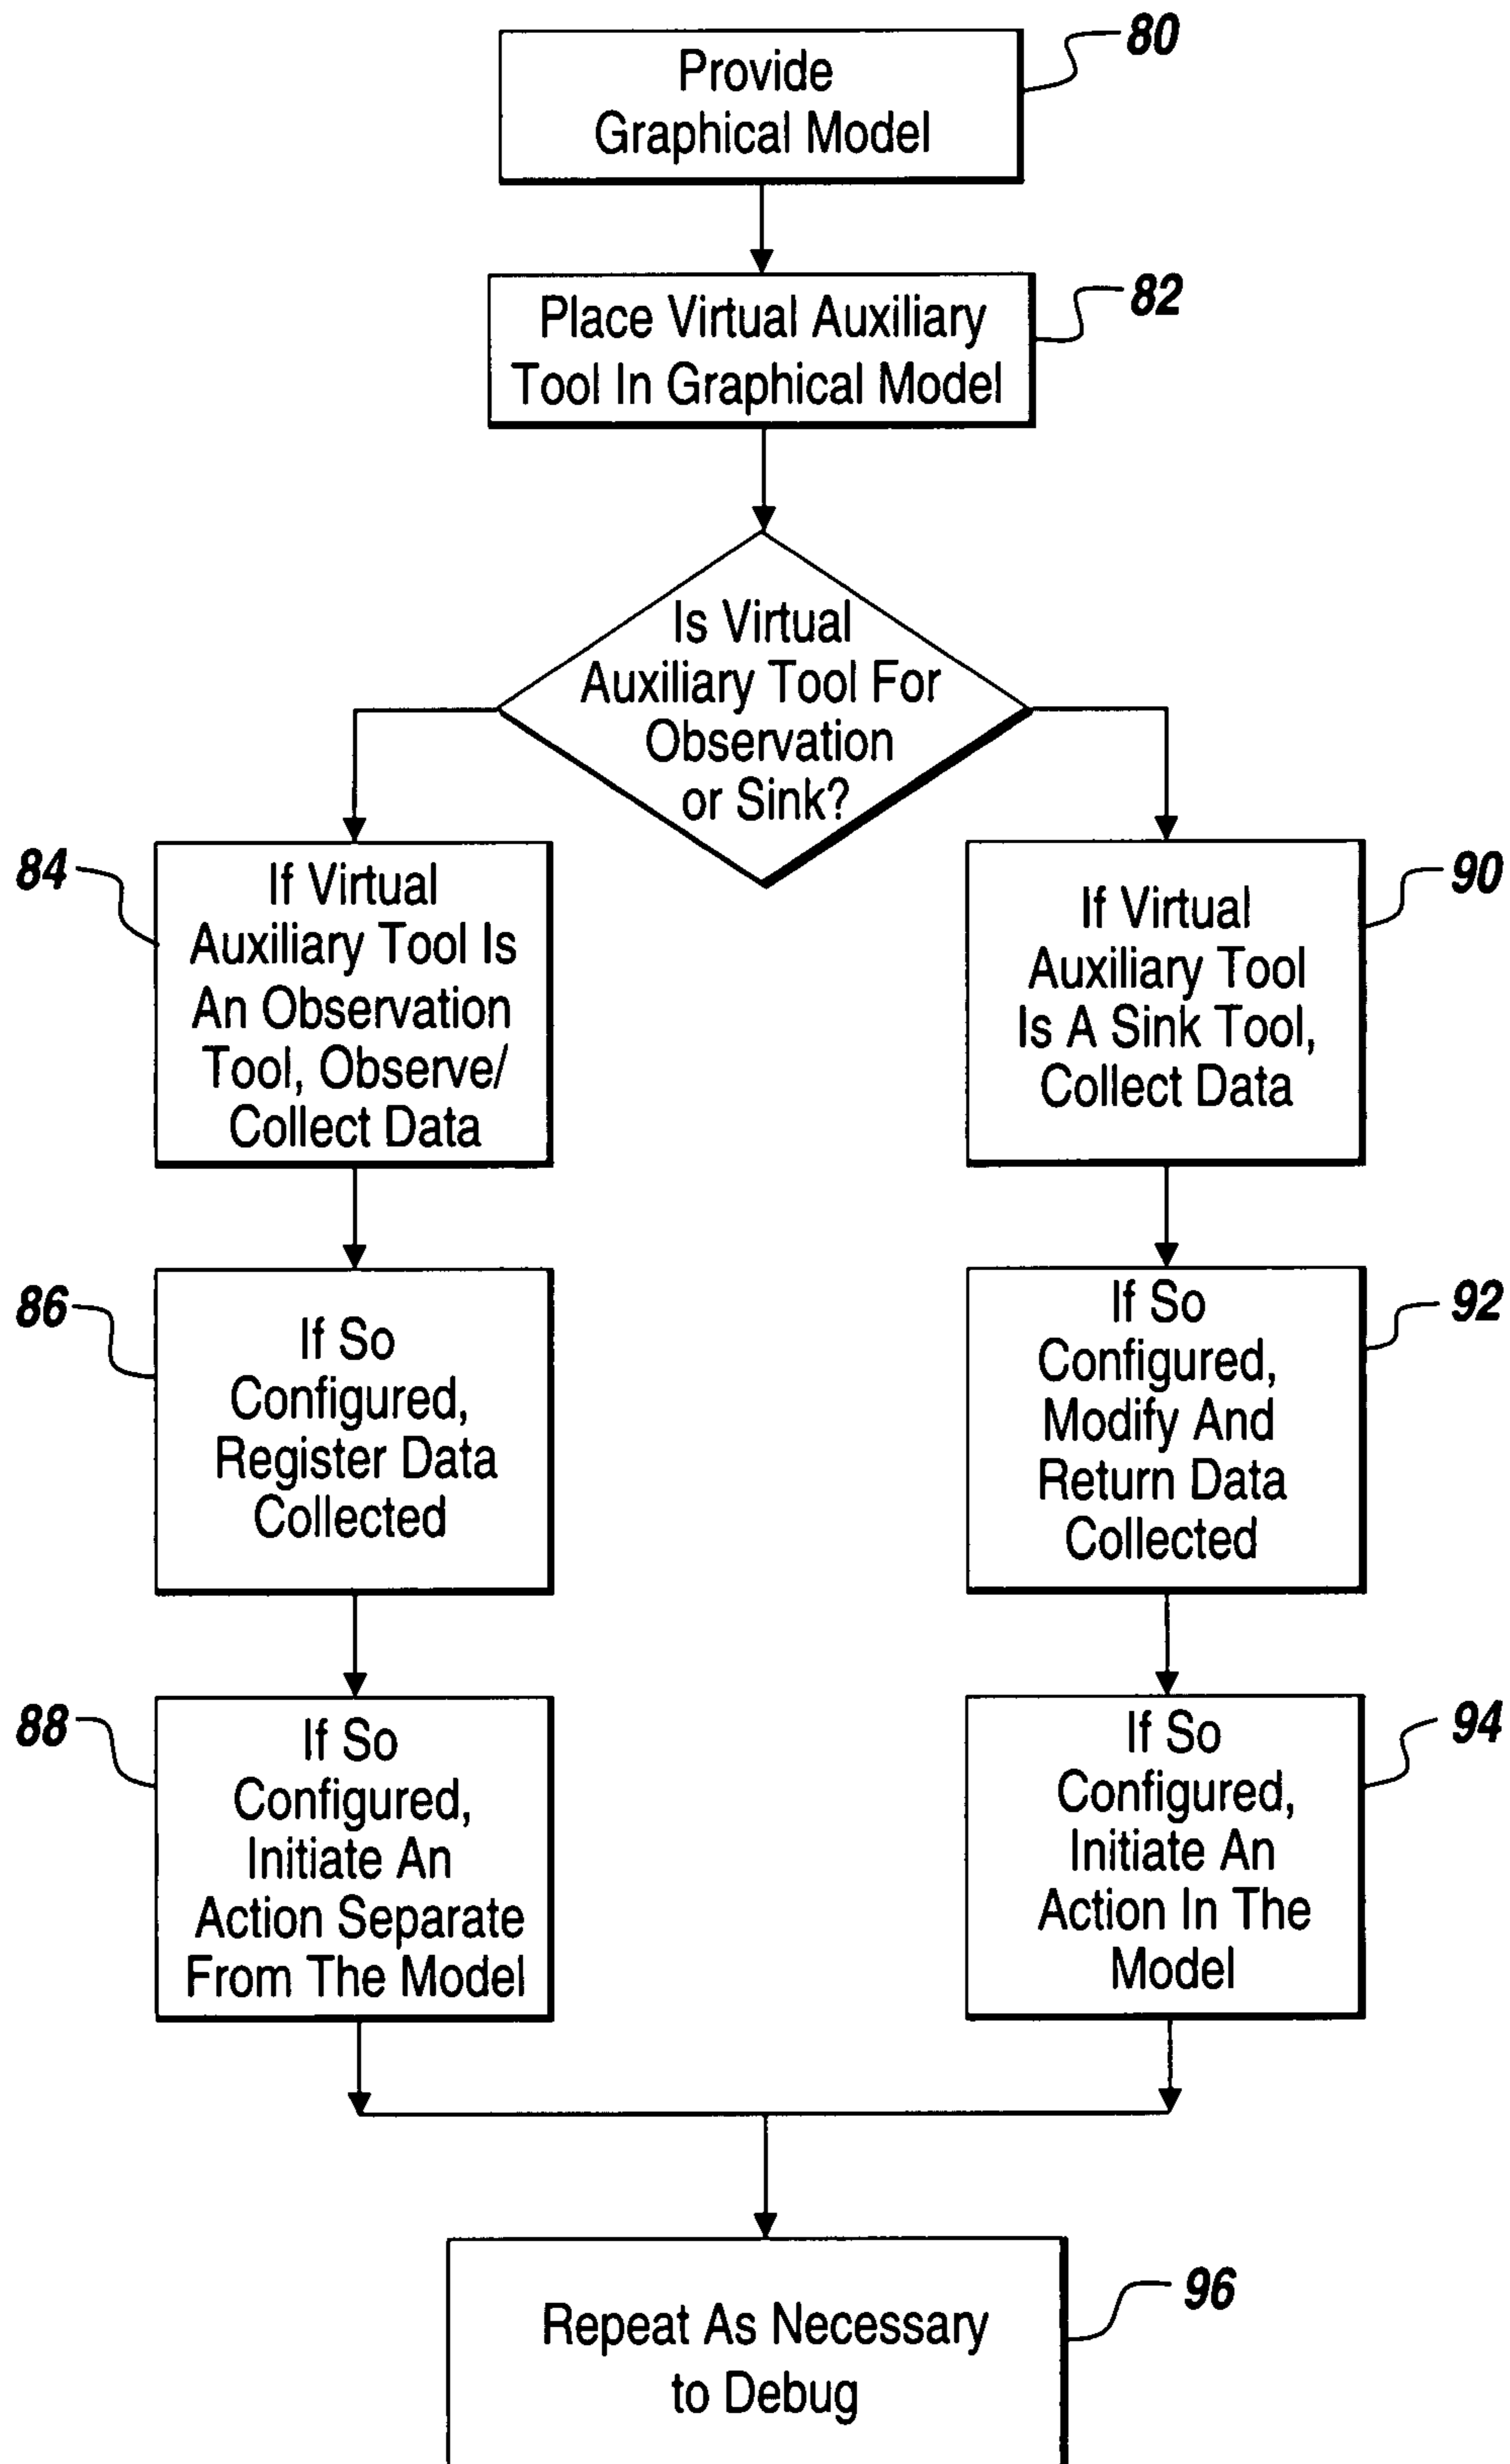 80
Provide
Graphical Model
82
Place Virtual Auxiliary
Tool In Graphical Model
Is Virtual
Auxiliary Tool For
Observation
or Sink?
84
If Virtual
Auxiliary Tool Is
An Observation
Tool, Observe/
Collect Data
90
If Virtual
Auxiliary Tool
Is A Sink Tool,
Collect Data
86
If So
Configured,
Register Data
Collected
92
If So
Configured,
Modify And
Return Data
Collected
88
If So
Configured,
Initiate An
Action Separate
From The Model
94
If So
Configured,
Initiate An
Action In The
Model
96
Repeat As Necessary
to Debug